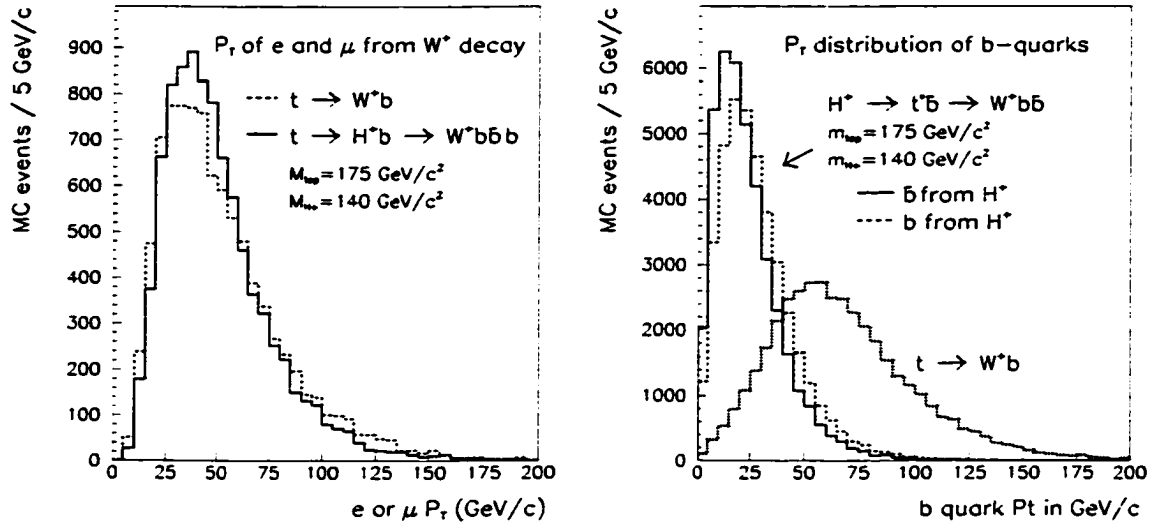 P_T of e and μ from W⁺ decay
t → W⁺b
t → H⁺b → W⁺bb̄b
M_top=175 GeV/c²
M_H+=140 GeV/c²
MC events / 5 GeV/c
900
800
700
600
500
400
300
200
100
0
0 25 50 75 100 125 150 175 200
e or μ P_T (GeV/c)
P_T distribution of b-quarks
H⁺ → t*b̄ → W⁺bb̄
m_top=175 GeV/c²
m_H+=140 GeV/c²
b̄ from H⁺
b from H⁺
t → W⁺b
MC events / 5 GeV/c
6000
5000
4000
3000
2000
1000
0
0 25 50 75 100 125 150 175 200
b quark Pt in GeV/c